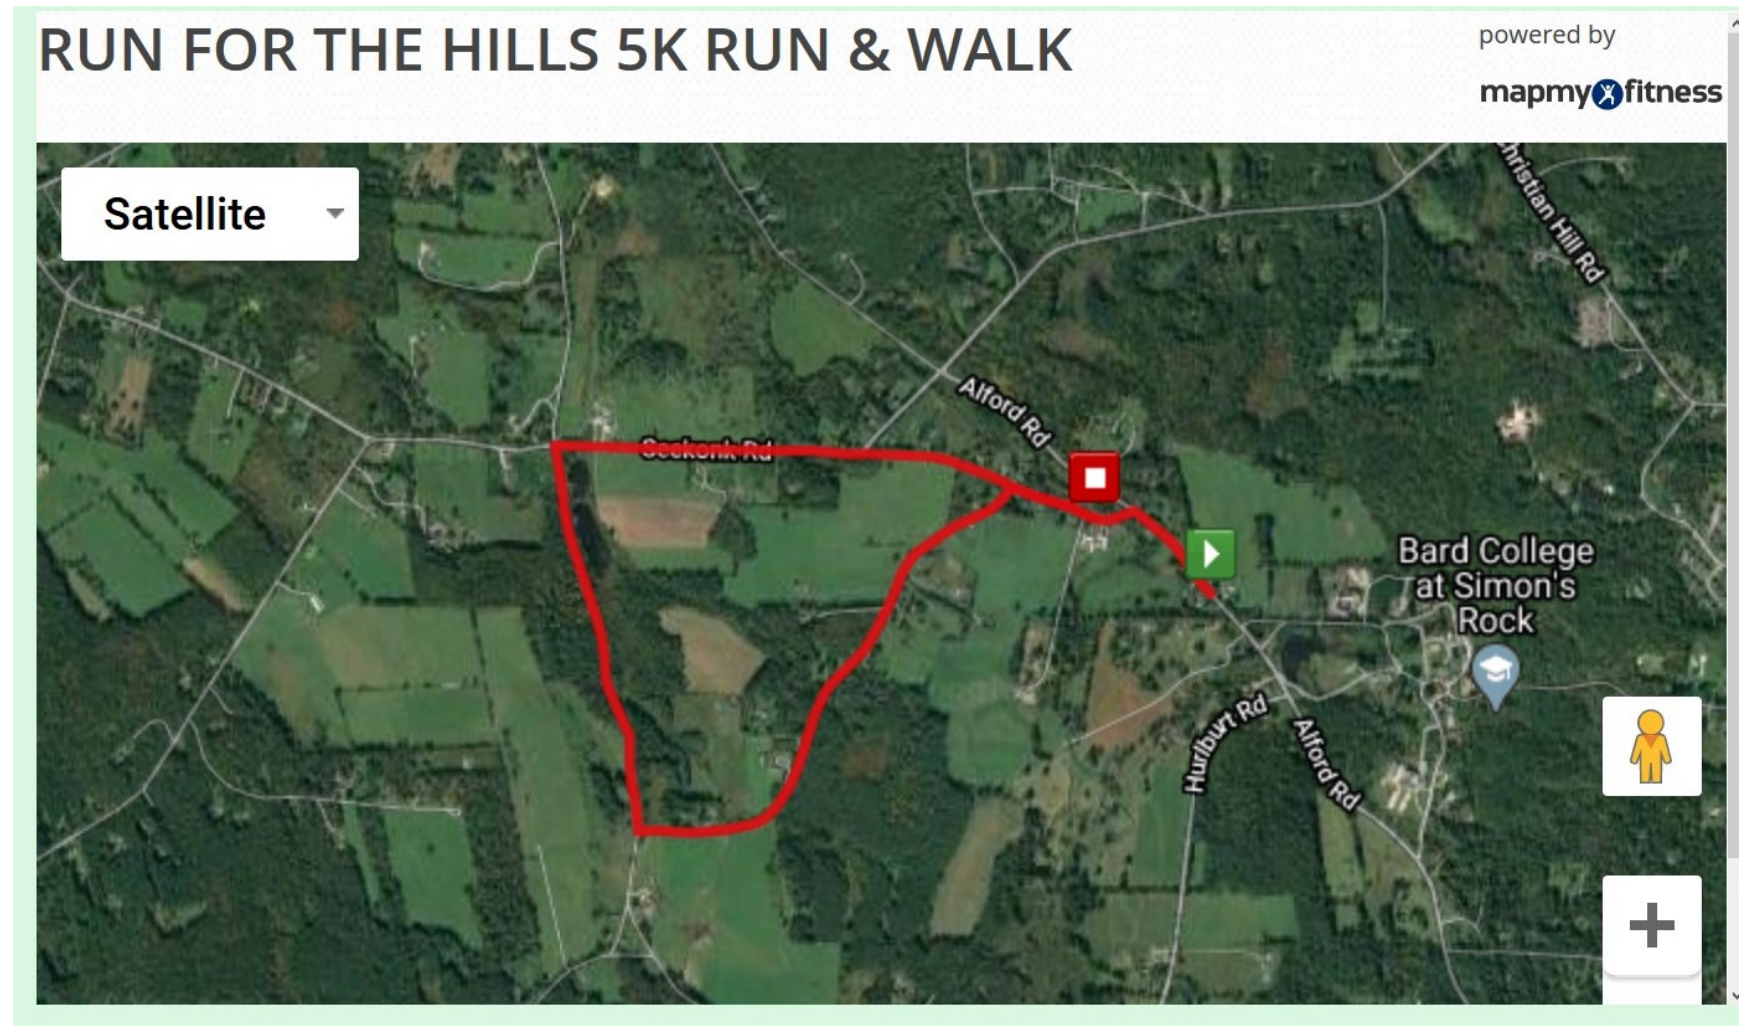 RUN FOR THE HILLS 5K RUN & WALK
powered by
mapmyfitness
Satellite
Christian Hill Rd
Alford Rd
Seekonk Rd
Bard College
at Simon's
Rock
Hurlburt Rd
Alford Rd